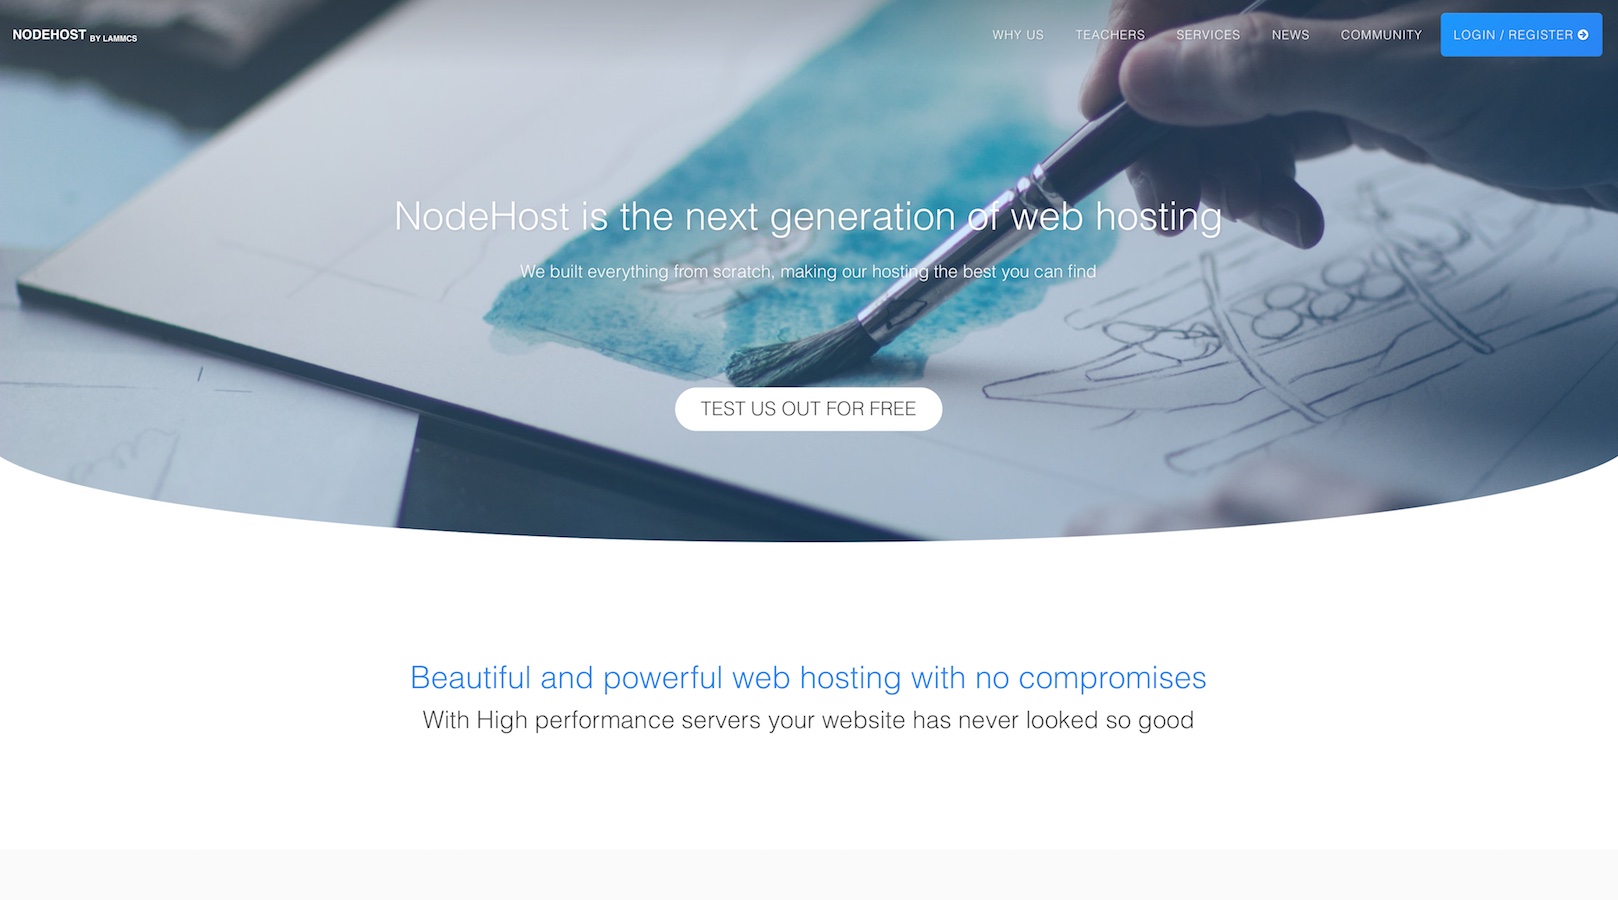 NODEHOST BY LAMMCS
WHY US
TEACHERS
SERVICES
NEWS
COMMUNITY
LOGIN / REGISTER
NodeHost is the next generation of web hosting
We built everything from scratch, making our hosting the best you can find
TEST US OUT FOR FREE
Beautiful and powerful web hosting with no compromises
With High performance servers your website has never looked so good